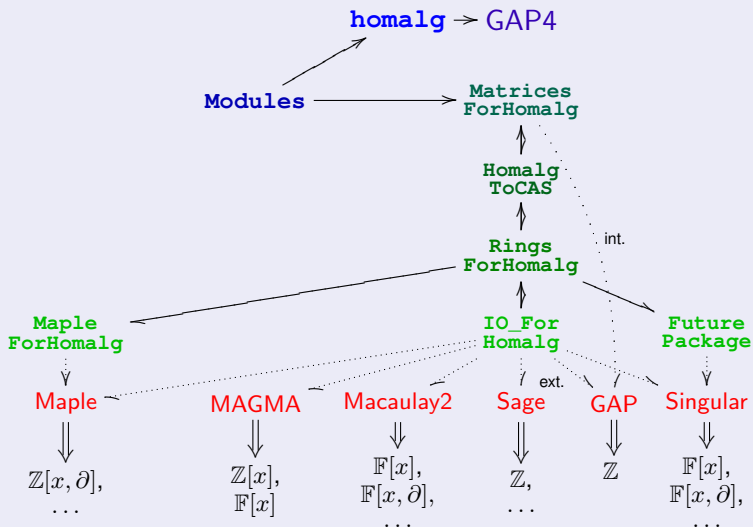 homalg GAP4
Modules
Matrices
ForHomalg
Homalg
ToCAS
int.
Rings
ForHomalg
Maple
ForHomalg
IO_For
Homalg
Future
Package
ext.
Maple MAGMA Macaulay2 Sage GAP Singular
ℤ[x, ∂],
...
ℤ[x],
𝔽[x]
𝔽[x],
𝔽[x, ∂],
...
ℤ,
...
ℤ
𝔽[x],
𝔽[x, ∂],
...